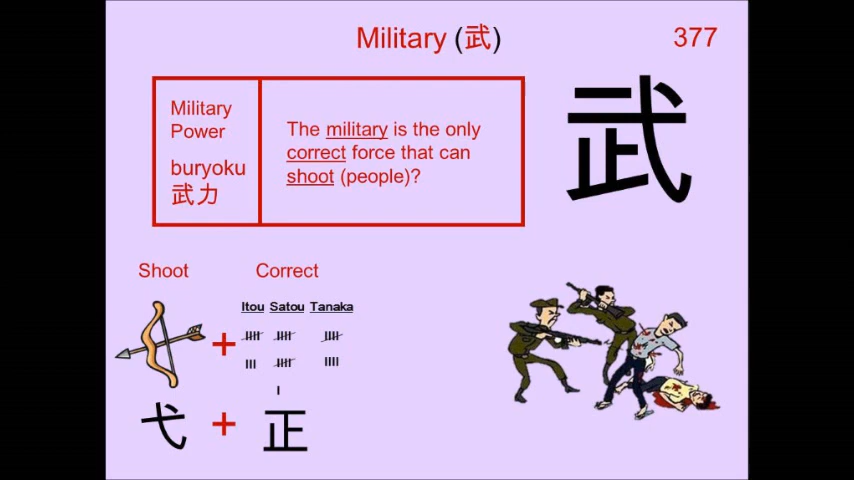 Military (武)
377
Military
Power
buryoku
武力
The military is the only
correct force that can
shoot (people)?
武
Shoot
Correct
Itou Satou Tanaka
弋 + 正